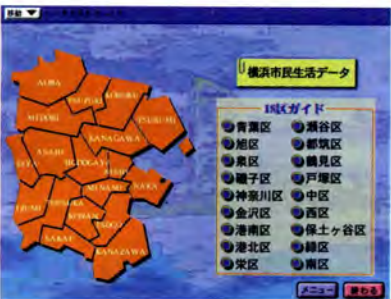 移動
横浜市民生活データ
18区ガイド
青葉区
瀬谷区
旭区
都筑区
泉区
鶴見区
磯子区
戸塚区
神奈川区
中区
金沢区
西区
港南区
保土ヶ谷区
港北区
緑区
栄区
南区
AOBA
TSUZUKI
KOHOKU
MIDORI
TSURUMI
KANAGAWA
ASAHI
HODOGAYA
NISHI
SEYA
MINAMI
NAKA
IZUMI
TOTSUKA
KONAN
ISOGO
SAKAE
KANAZAWA
メニュー
終わる